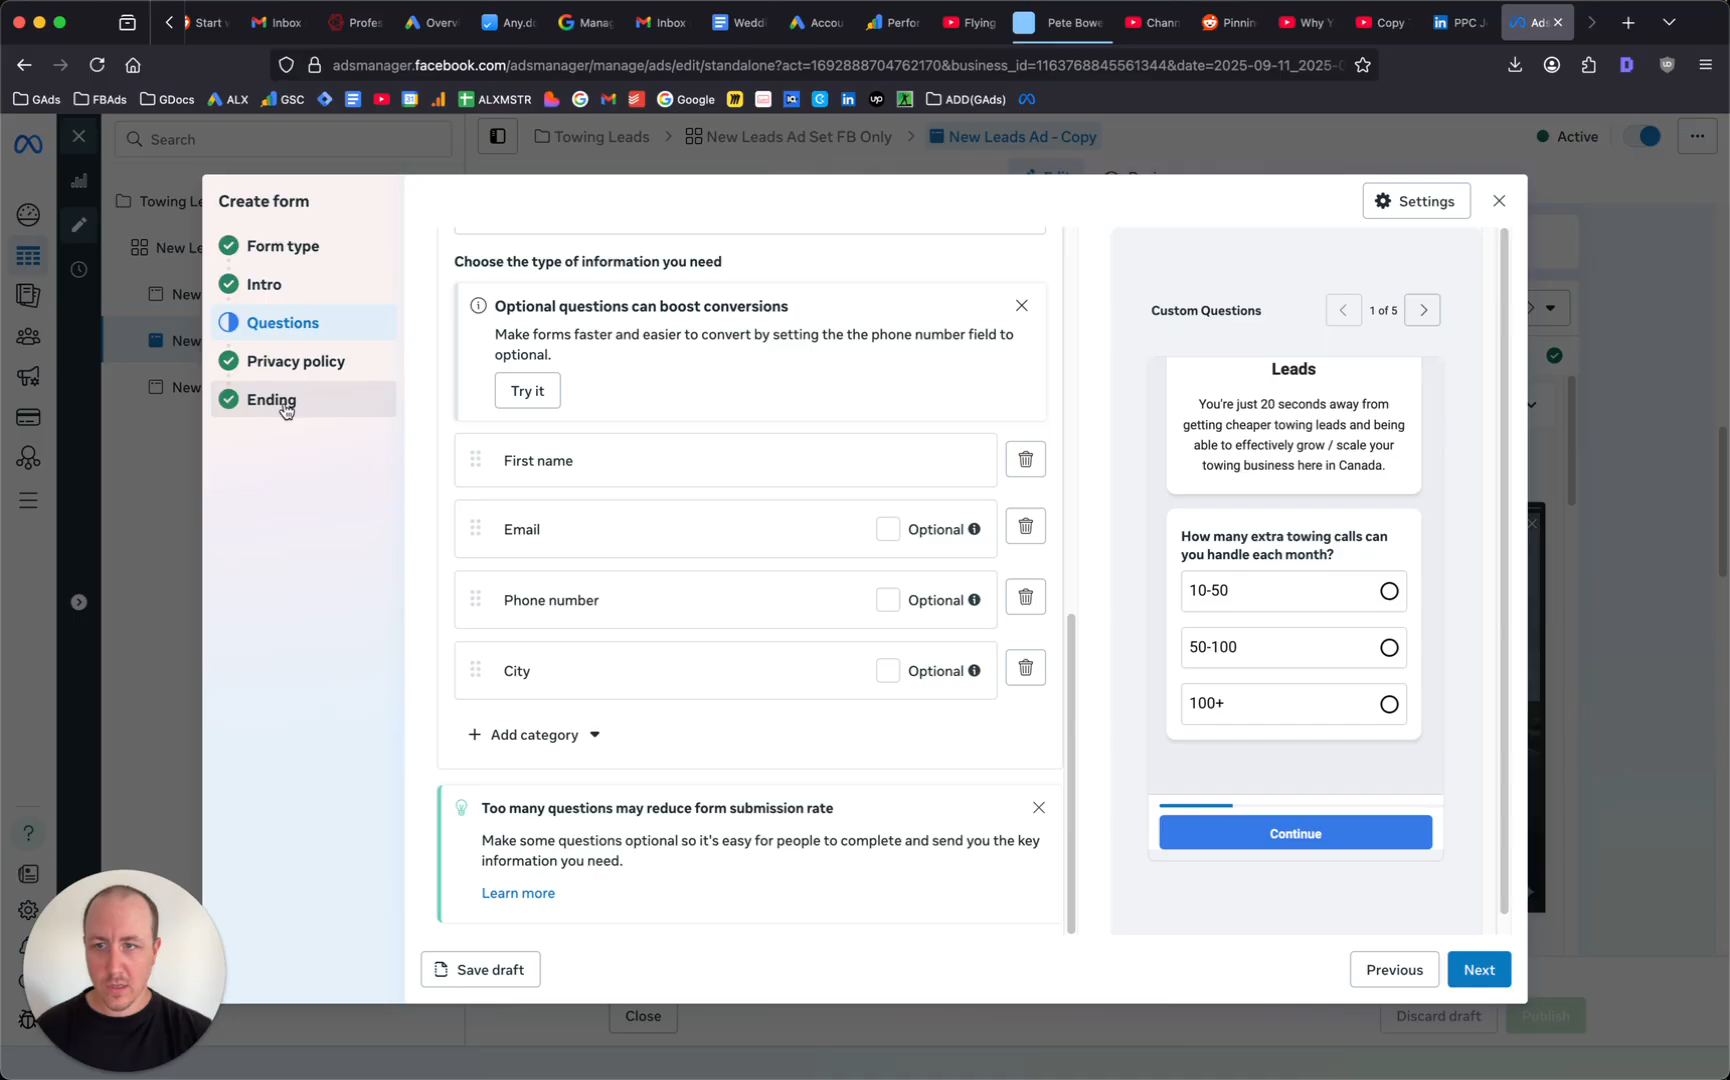 Start w
Inbox
Profes
Overvi
Any.do
Manag
Inbox
Weddi
Accou
Perfor
Flying
Pete Bowe
Chann
Pinnin
Why Y
Copy
PPC J
Ads
adsmanager.facebook.com/adsmanager/manage/ads/edit/standalone?act=1692888704762170&business_id=1163768845561344&date=2025-09-11_2025-
GAds
FBAds
GDocs
ALX
GSC
ALXMSTR
Google
ADD(GAds)
Search
Towing Leads
New Leads Ad Set FB Only
New Leads Ad - Copy
Active
Towing Le
New Le
New
New
New
Create form
Form type
Intro
Questions
Privacy policy
Ending
Settings
Choose the type of information you need
Optional questions can boost conversions
Make forms faster and easier to convert by setting the the phone number field to
optional.
Try it
First name
Email
Optional
Phone number
Optional
City
Optional
Add category
Too many questions may reduce form submission rate
Make some questions optional so it's easy for people to complete and send you the key
information you need.
Learn more
Save draft
Previous
Next
Custom Questions
1 of 5
Leads
You're just 20 seconds away from
getting cheaper towing leads and being
able to effectively grow / scale your
towing business here in Canada.
How many extra towing calls can
you handle each month?
10-50
50-100
100+
Continue
Close
Discard draft
Publish